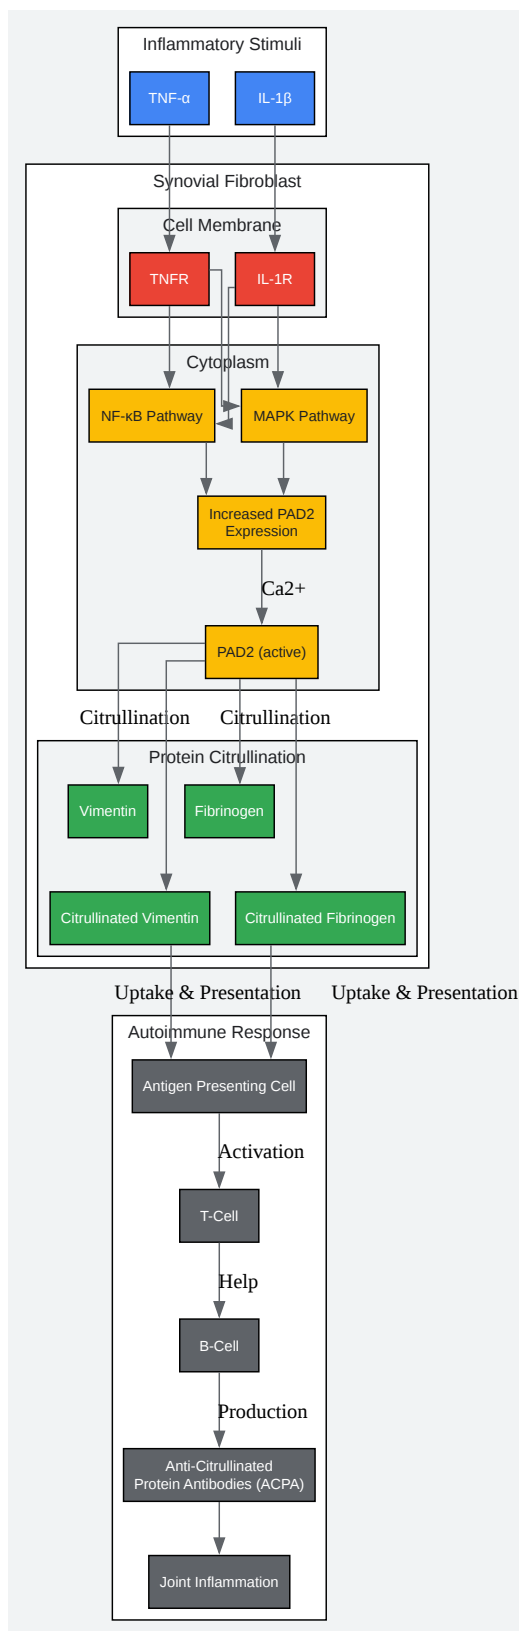 Inflammatory Stimuli
TNF-α
IL-1β
Synovial Fibroblast
Cell Membrane
TNFR
IL-1R
Cytoplasm
NF-κB Pathway
MAPK Pathway
Increased PAD2
Expression
Ca2+
PAD2 (active)
Citrullination
Citrullination
Protein Citrullination
Vimentin
Fibrinogen
Citrullinated Vimentin
Citrullinated Fibrinogen
Uptake & Presentation
Uptake & Presentation
Autoimmune Response
Antigen Presenting Cell
Activation
T-Cell
Help
B-Cell
Production
Anti-Citrullinated
Protein Antibodies (ACPA)
Joint Inflammation